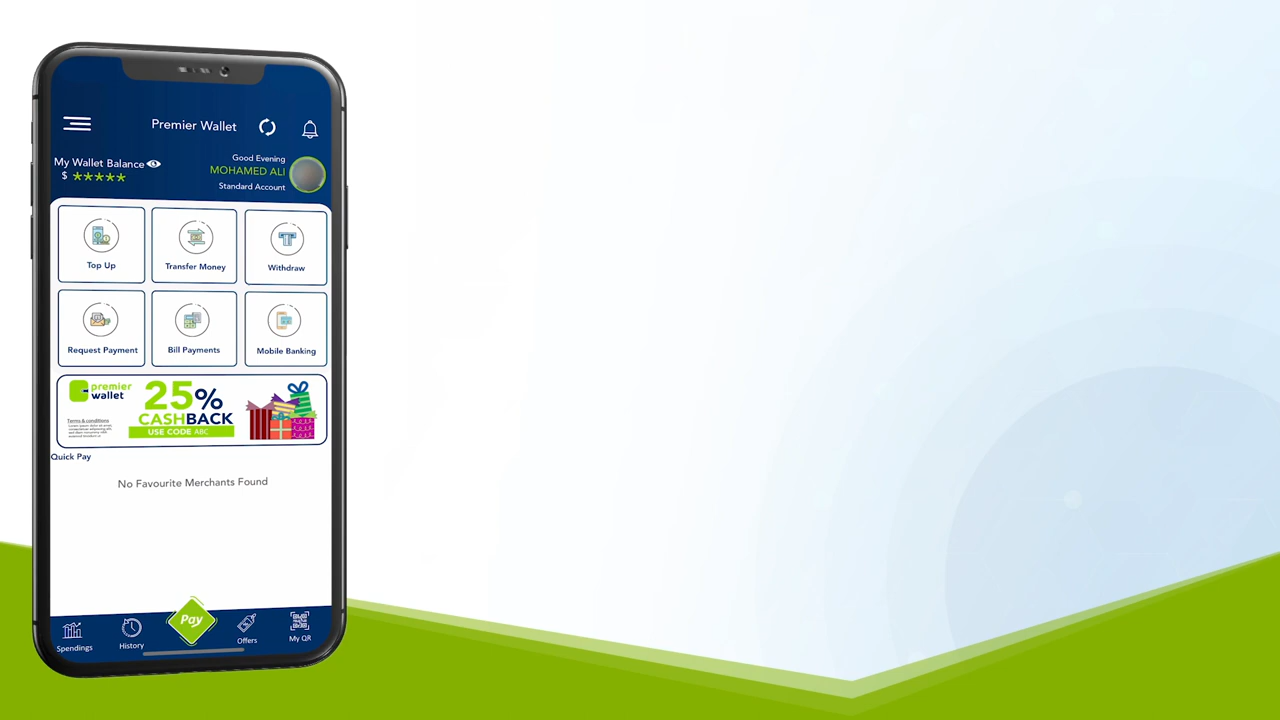 Premier Wallet
My Wallet Balance
$ *****
Good Evening
MOHAMED ALI
Standard Account
Top Up
Transfer Money
Withdraw
Request Payment
Bill Payments
Mobile Banking
premier
wallet
Terms & conditions
25%
CASHBACK
USE CODE ABC
Quick Pay
No Favourite Merchants Found
Spendings
History
Pay
Offers
My QR